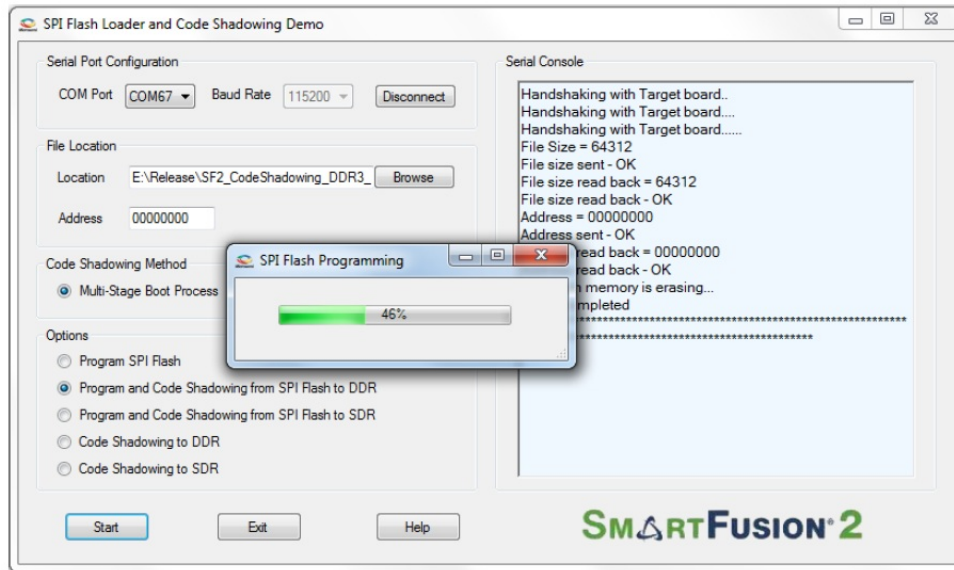 SPI Flash Loader and Code Shadowing Demo
Serial Port Configuration
COM Port COM67 Baud Rate 115200 Disconnect
File Location
Location E:\Release\SF2_CodeShadowing_DDR3_ Browse
Address 00000000
Code Shadowing Method
Multi-Stage Boot Process
Options
Program SPI Flash
Program and Code Shadowing from SPI Flash to DDR
Program and Code Shadowing from SPI Flash to SDR
Code Shadowing to DDR
Code Shadowing to SDR
Start Exit Help
SPI Flash Programming
46%
Serial Console
Handshaking with Target board..
Handshaking with Target board....
Handshaking with Target board......
File Size = 64312
File size sent - OK
File size read back = 64312
File size read back - OK
Address = 00000000
Address sent - OK
read back = 00000000
read back - OK
memory is erasing...
SMARTFUSION 2